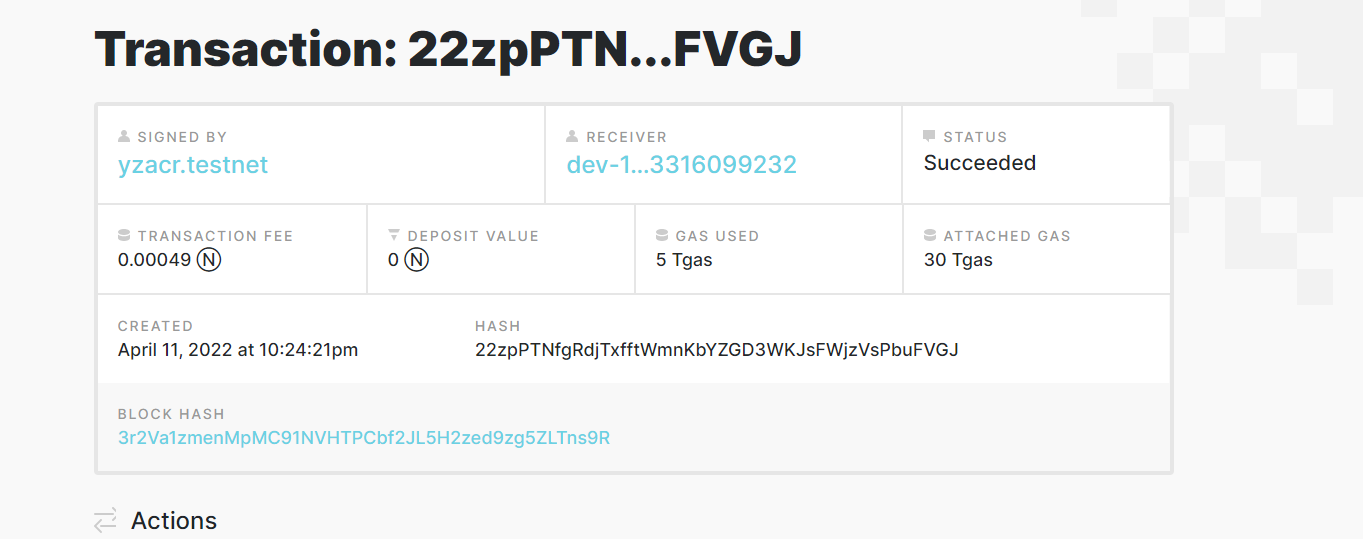 Transaction: 22zpPTN...FVGJ
SIGNED BY
yzacr.testnet
RECEIVER
dev-1...3316099232
STATUS
Succeeded
TRANSACTION FEE
0.00049 Ⓝ
DEPOSIT VALUE
0 Ⓝ
GAS USED
5 Tgas
ATTACHED GAS
30 Tgas
CREATED
April 11, 2022 at 10:24:21pm
HASH
22zpPTNfgRdjTxfftWmnKbYZGD3WKJsFWjzVsPbuFVGJ
BLOCK HASH
3r2Va1zmenMpMC91NVHTPCbf2JL5H2zed9zg5ZLTns9R
Actions